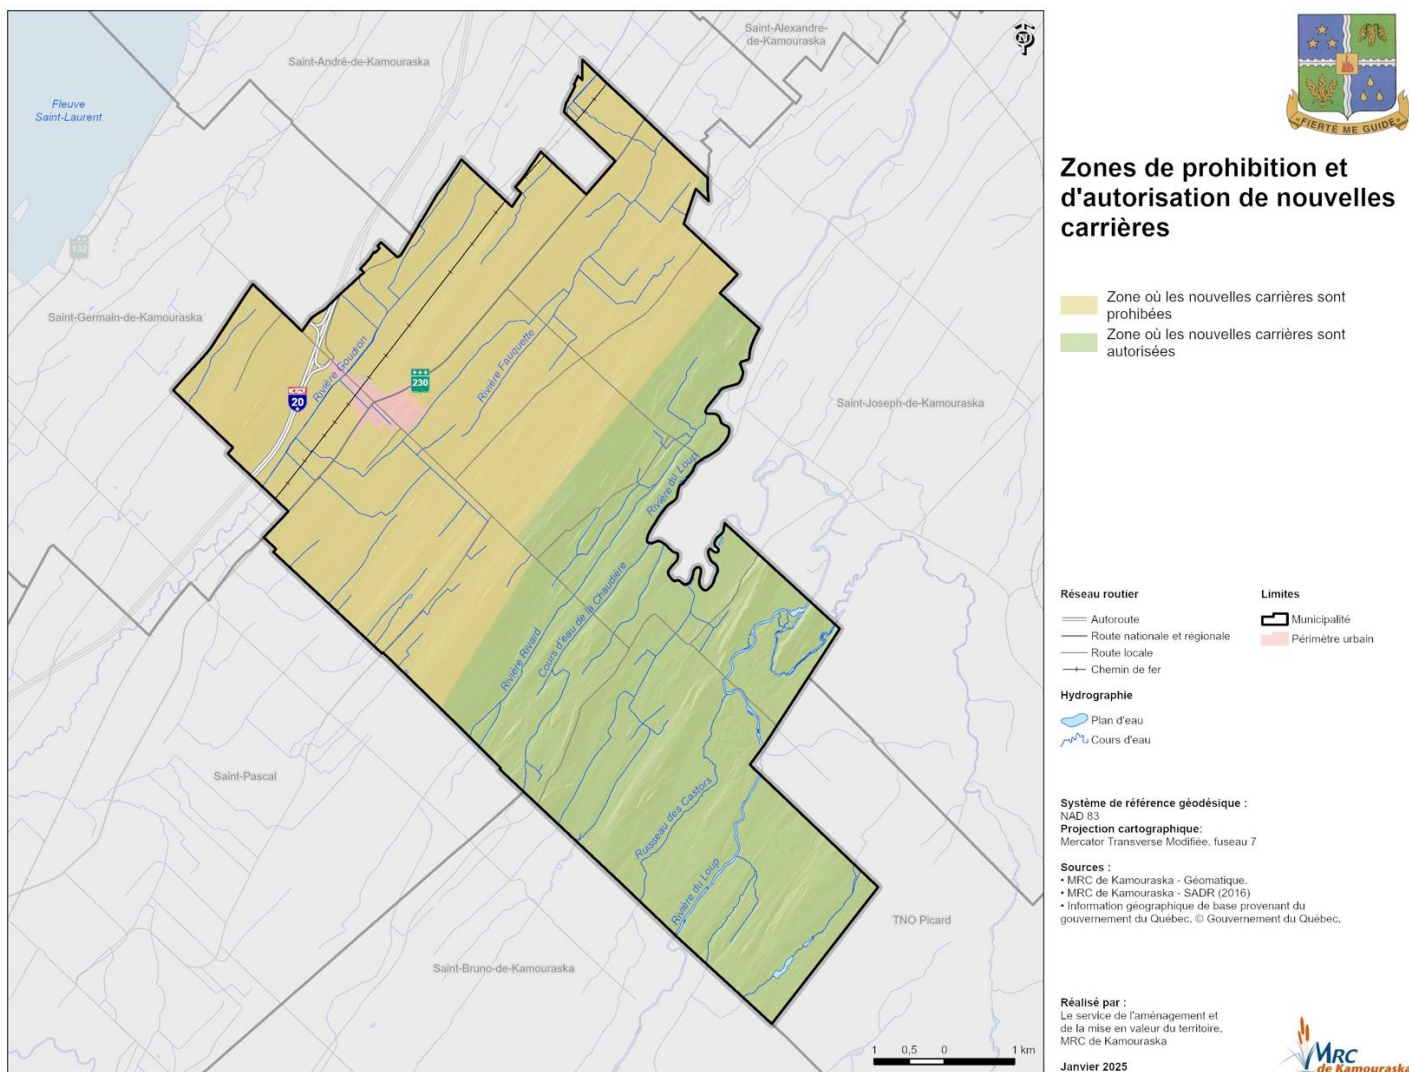 Saint-Alexandre-
de-Kamouraska
Saint-André-de-Kamouraska
N
Fleuve
Saint-Laurent
132
Saint-Germain-de-Kamouraska
Rivière Goudron
230
20
Rivière Fauquette
Saint-Joseph-de-Kamouraska
Rivière du Loup
Cours d'eau de la Chaudière
Rivière Rivard
Saint-Pascal
Ruisseau des Castors
Rivière du Loup
TNO Picard
Saint-Bruno-de-Kamouraska
1 0,5 0 1 km
«FIERTÉ ME GUIDE»
Zones de prohibition et
d'autorisation de nouvelles
carrières
Zone où les nouvelles carrières sont
prohibées
Zone où les nouvelles carrières sont
autorisées
Réseau routier
Autoroute
Route nationale et régionale
Route locale
Chemin de fer
Limites
Municipalité
Périmètre urbain
Hydrographie
Plan d'eau
Cours d'eau
Système de référence géodésique :
NAD 83
Projection cartographique:
Mercator Transverse Modifiée, fuseau 7
Sources :
• MRC de Kamouraska - Géomatique.
• MRC de Kamouraska - SADR (2016)
• Information géographique de base provenant du
gouvernement du Québec. © Gouvernement du Québec.
Réalisé par :
Le service de l'aménagement et
de la mise en valeur du territoire,
MRC de Kamouraska
Janvier 2025
MRC
de Kamouraska